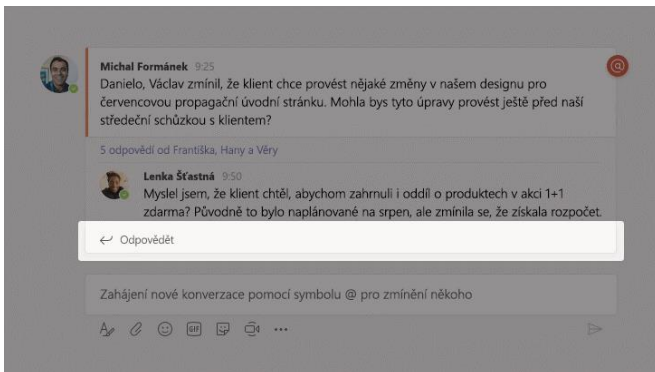 Michal Formánek 9:25
Danielo, Václav zmínil, že klient chce provést nějaké změny v našem designu pro
červencovou propagační úvodní stránku. Mohla bys tyto úpravy provést ještě před naší
středeční schůzkou s klientem?
5 odpovědí od Františka, Hany a Věry
Lenka Šťastná 9:50
Myslel jsem, že klient chtěl, abychom zahrnuli i oddíl o produktech v akci 1+1
zdarma? Původně to bylo naplánované na srpen, ale zmínila se, že získala rozpočet.
Odpovědět
Zahájení nové konverzace pomocí symbolu @ pro zmínění někoho
GIF